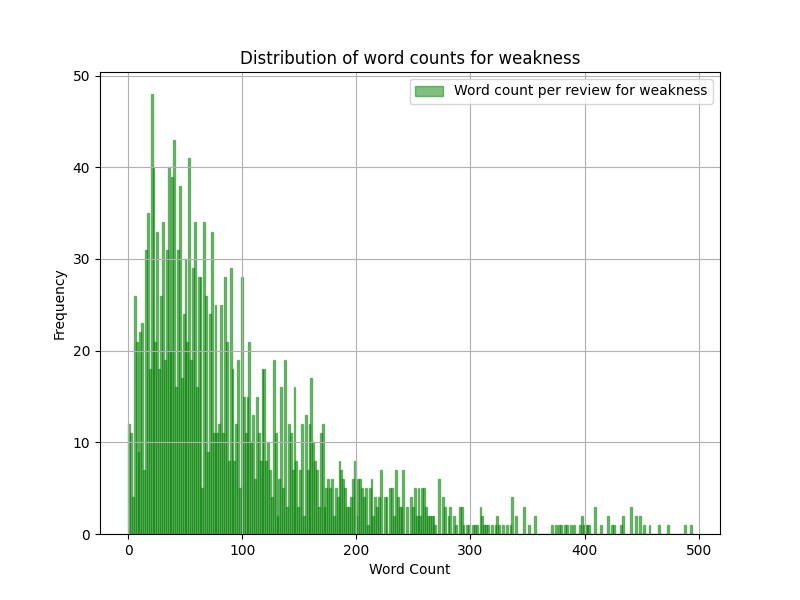 Distribution of word counts for weakness
Word count per review for weakness
50
40
30
20
10
0
Frequency
0 100 200 300 400 500
Word Count